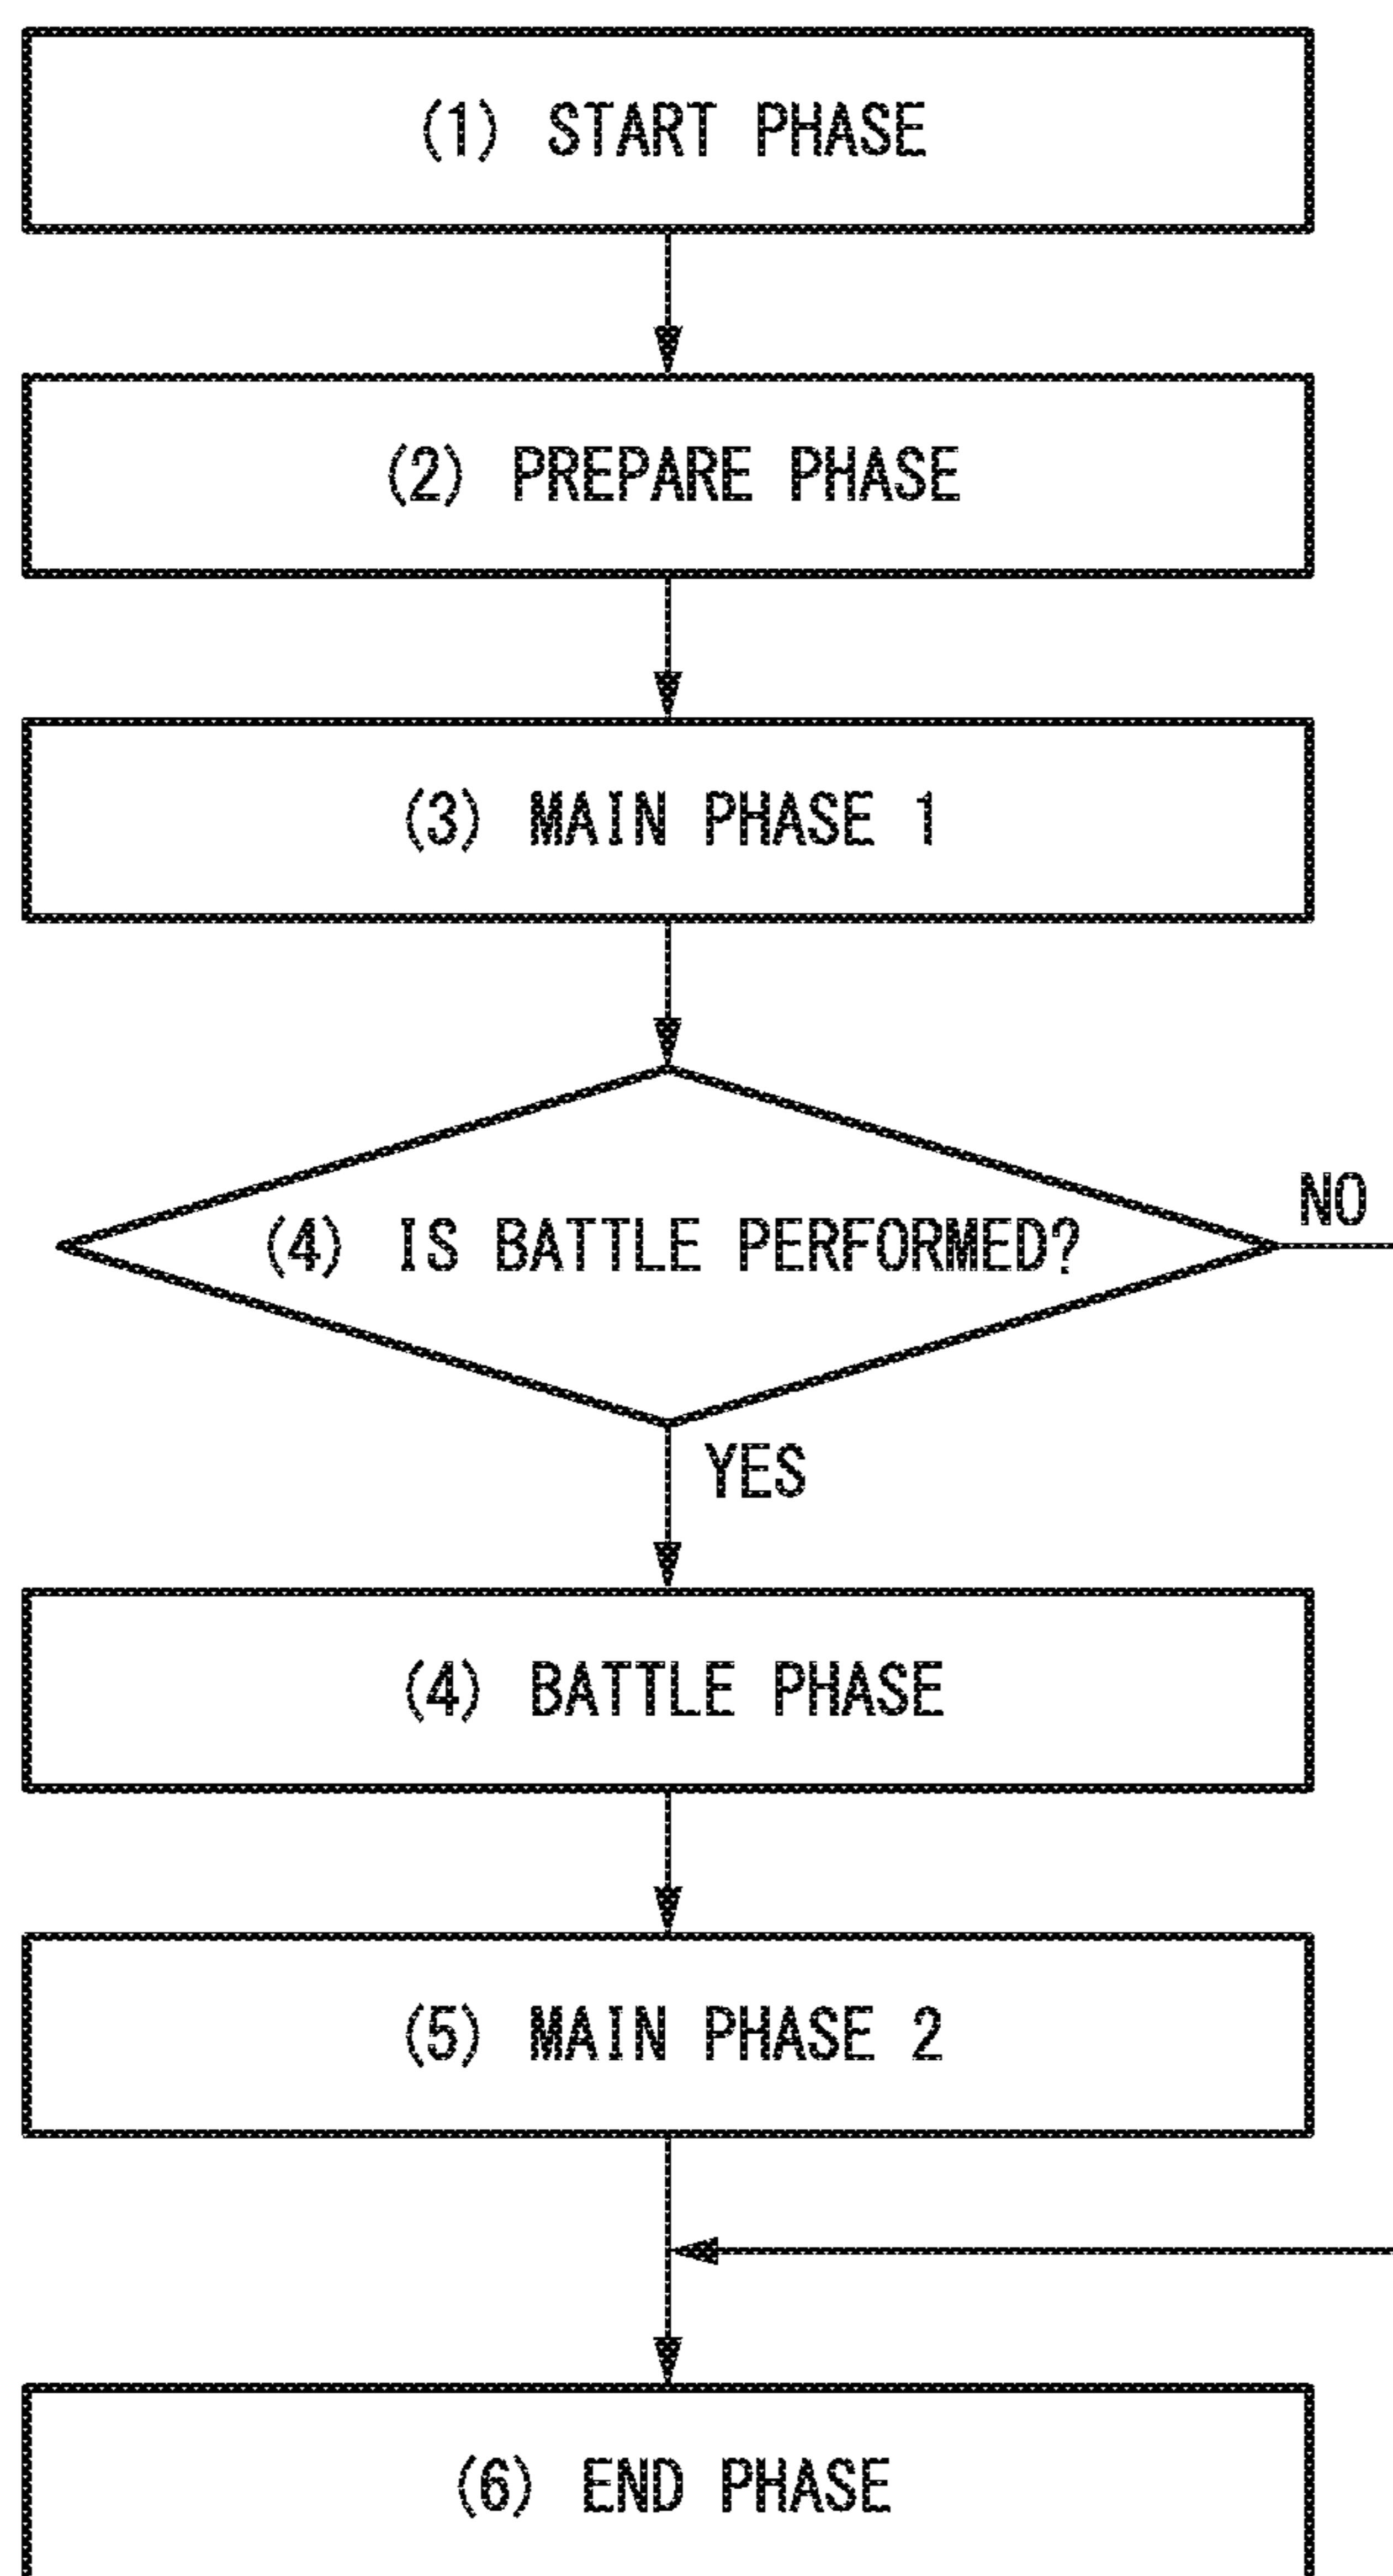 (1) START PHASE
(2) PREPARE PHASE
(3) MAIN PHASE 1
(4) IS BATTLE PERFORMED?
NO
YES
(4) BATTLE PHASE
(5) MAIN PHASE 2
(6) END PHASE